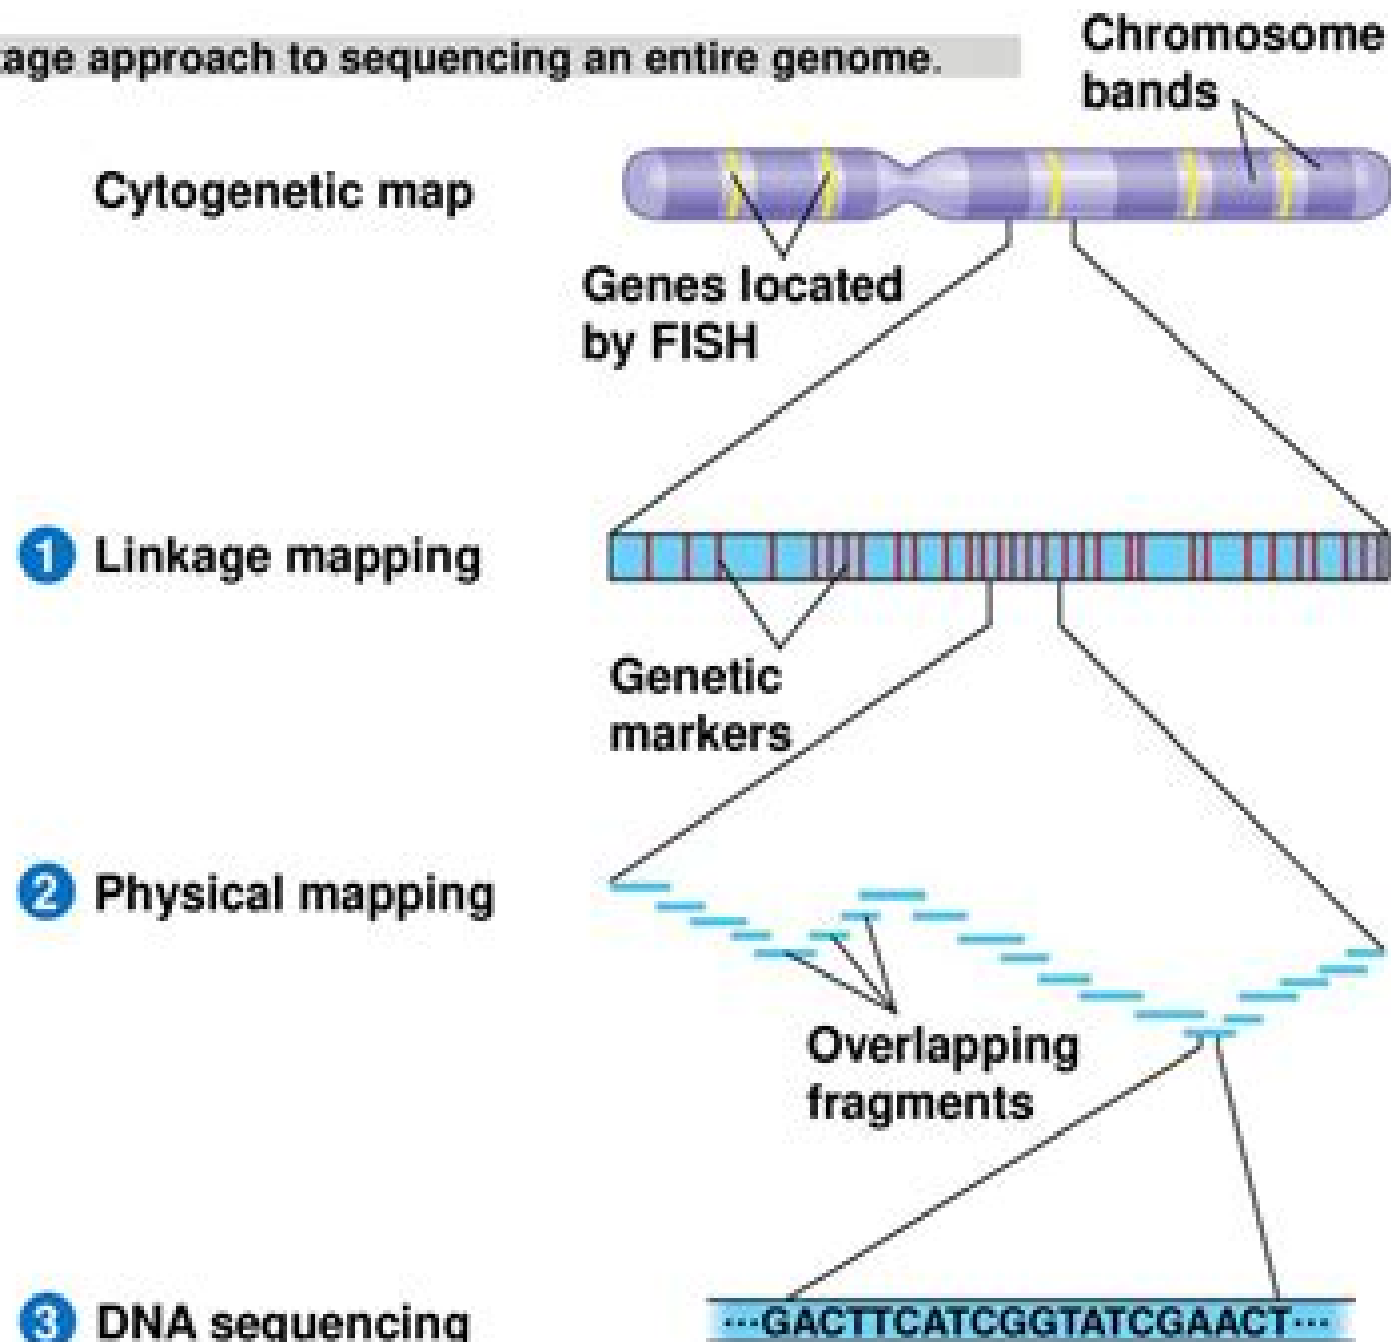 kage approach to sequencing an entire genome.
Chromosome
bands
Cytogenetic map
Genes located
by FISH
1 Linkage mapping
Genetic
markers
2 Physical mapping
Overlapping
fragments
3 DNA sequencing
···GACTTCATCGGTATCGAACT···